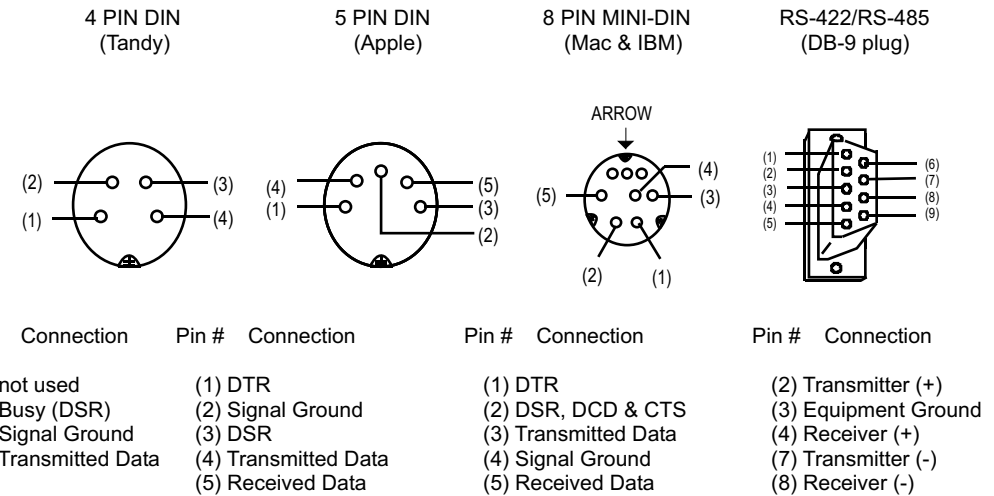 4 PIN DIN
(Tandy)
5 PIN DIN
(Apple)
8 PIN MINI-DIN
(Mac & IBM)
RS-422/RS-485
(DB-9 plug)
(2)
(3)
(1)
(4)
(4)
(5)
(1)
(3)
(2)
ARROW
(4)
(5)
(3)
(2)
(1)
(1)
(2)
(3)
(4)
(5)
(6)
(7)
(8)
(9)
Connection
not used
Busy (DSR)
Signal Ground
Transmitted Data
Pin # Connection
(1) DTR
(2) Signal Ground
(3) DSR
(4) Transmitted Data
(5) Received Data
Pin # Connection
(1) DTR
(2) DSR, DCD & CTS
(3) Transmitted Data
(4) Signal Ground
(5) Received Data
Pin # Connection
(2) Transmitter (+)
(3) Equipment Ground
(4) Receiver (+)
(7) Transmitter (-)
(8) Receiver (-)